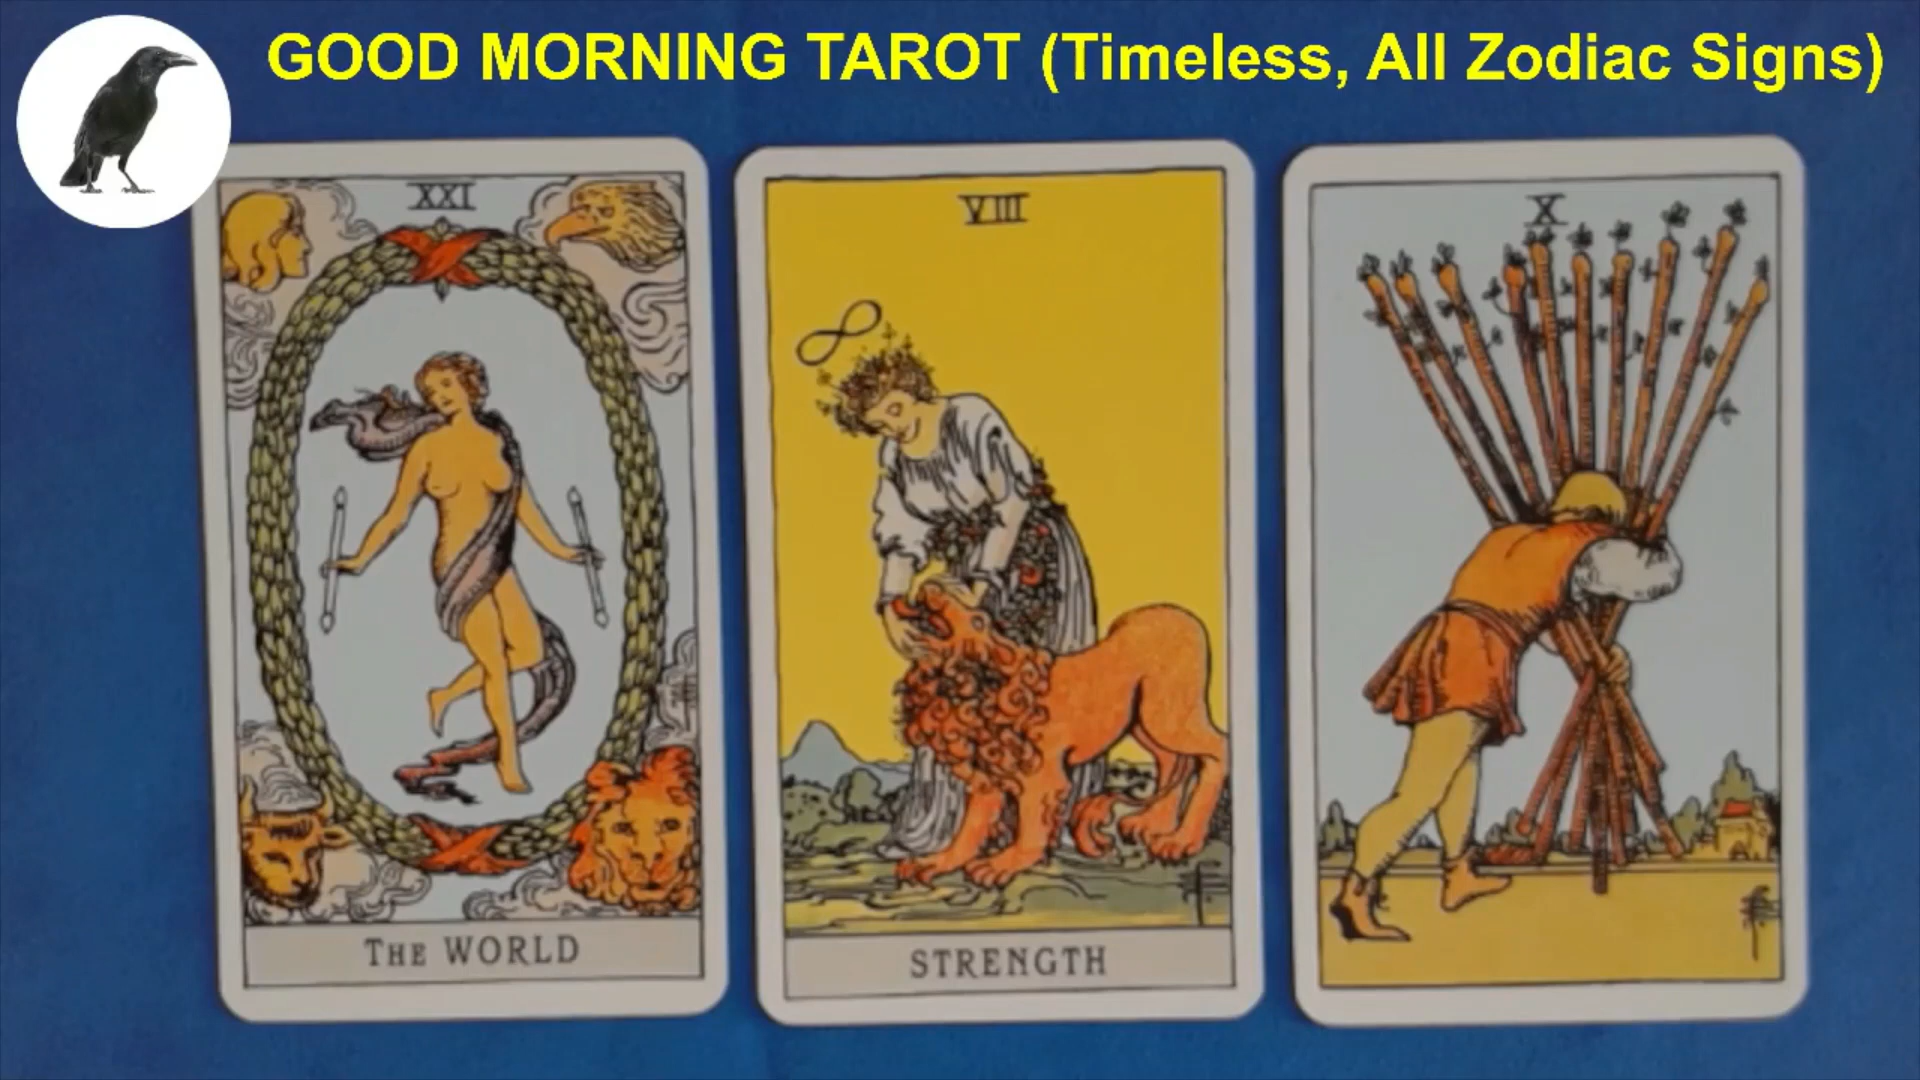 GOOD MORNING TAROT (Timeless, All Zodiac Signs)
XXI
VIII
X
THE WORLD
STRENGTH